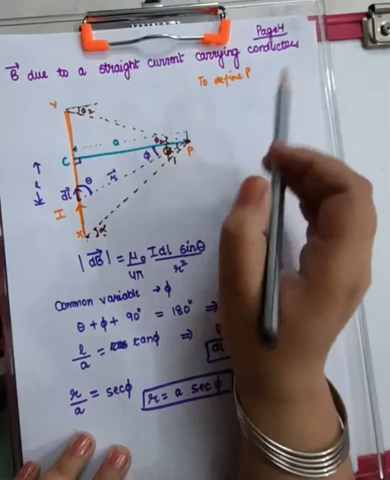 Page 4
B⃗ due to a straight current carrying conductors
To define P
Y
θ₂
a
C
φ
P
l
dl
θ
r⃗
I
X
|dB⃗| = μ₀/4π Idl sinθ/r²
Common variable → φ
θ + φ + 90° = 180° ⇒
l/a = tanφ ⇒ l
r/a = secφ
r = a secφ